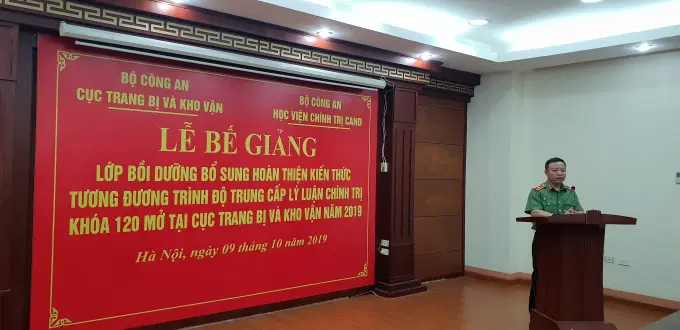 BỘ CÔNG AN
CỤC TRANG BỊ VÀ KHO VẬN
BỘ CÔNG AN
HỌC VIỆN CHÍNH TRỊ CAND
LỄ BẾ GIẢNG
LỚP BỒI DƯỠNG BỔ SUNG HOÀN THIỆN KIẾN THỨC
TƯƠNG ĐƯƠNG TRÌNH ĐỘ TRUNG CẤP LÝ LUẬN CHÍNH TRỊ
KHÓA 120 MỞ TẠI CỤC TRANG BỊ VÀ KHO VẬN NĂM 2019
Hà Nội, ngày 09 tháng 10 năm 2019